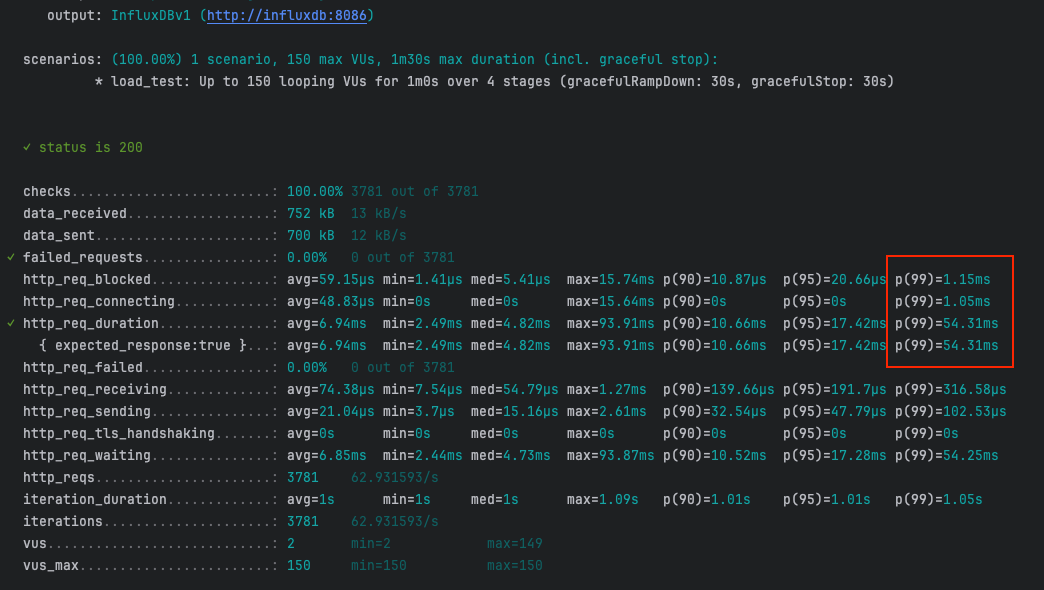 output: InfluxDBv1 (http://influxdb:8086)
scenarios: (100.00%) 1 scenario, 150 max VUs, 1m30s max duration (incl. graceful stop):
* load_test: Up to 150 looping VUs for 1m0s over 4 stages (gracefulRampDown: 30s, gracefulStop: 30s)
✓ status is 200
checks.........................: 100.00% 3781 out of 3781
data_received..................: 752 kB 13 kB/s
data_sent......................: 700 kB 12 kB/s
✓ failed_requests................: 0.00% 0 out of 3781
http_req_blocked...............: avg=59.15µs min=1.41µs med=5.41µs max=15.74ms p(90)=10.87µs p(95)=20.66µs p(99)=1.15ms
http_req_connecting............: avg=48.83µs min=0s med=0s max=15.64ms p(90)=0s p(95)=0s p(99)=1.05ms
✓ http_req_duration..............: avg=6.94ms min=2.49ms med=4.82ms max=93.91ms p(90)=10.66ms p(95)=17.42ms p(99)=54.31ms
{ expected_response:true }...: avg=6.94ms min=2.49ms med=4.82ms max=93.91ms p(90)=10.66ms p(95)=17.42ms p(99)=54.31ms
http_req_failed................: 0.00% 0 out of 3781
http_req_receiving.............: avg=74.38µs min=7.54µs med=54.79µs max=1.27ms p(90)=139.66µs p(95)=191.7µs p(99)=316.58µs
http_req_sending...............: avg=21.04µs min=3.7µs med=15.16µs max=2.61ms p(90)=32.54µs p(95)=47.79µs p(99)=102.53µs
http_req_tls_handshaking.......: avg=0s min=0s med=0s max=0s p(90)=0s p(95)=0s p(99)=0s
http_req_waiting...............: avg=6.85ms min=2.44ms med=4.73ms max=93.87ms p(90)=10.52ms p(95)=17.28ms p(99)=54.25ms
http_reqs......................: 3781 62.931593/s
iteration_duration.............: avg=1s min=1s med=1s max=1.09s p(90)=1.01s p(95)=1.01s p(99)=1.05s
iterations.....................: 3781 62.931593/s
vus............................: 2 min=2 max=149
vus_max........................: 150 min=150 max=150